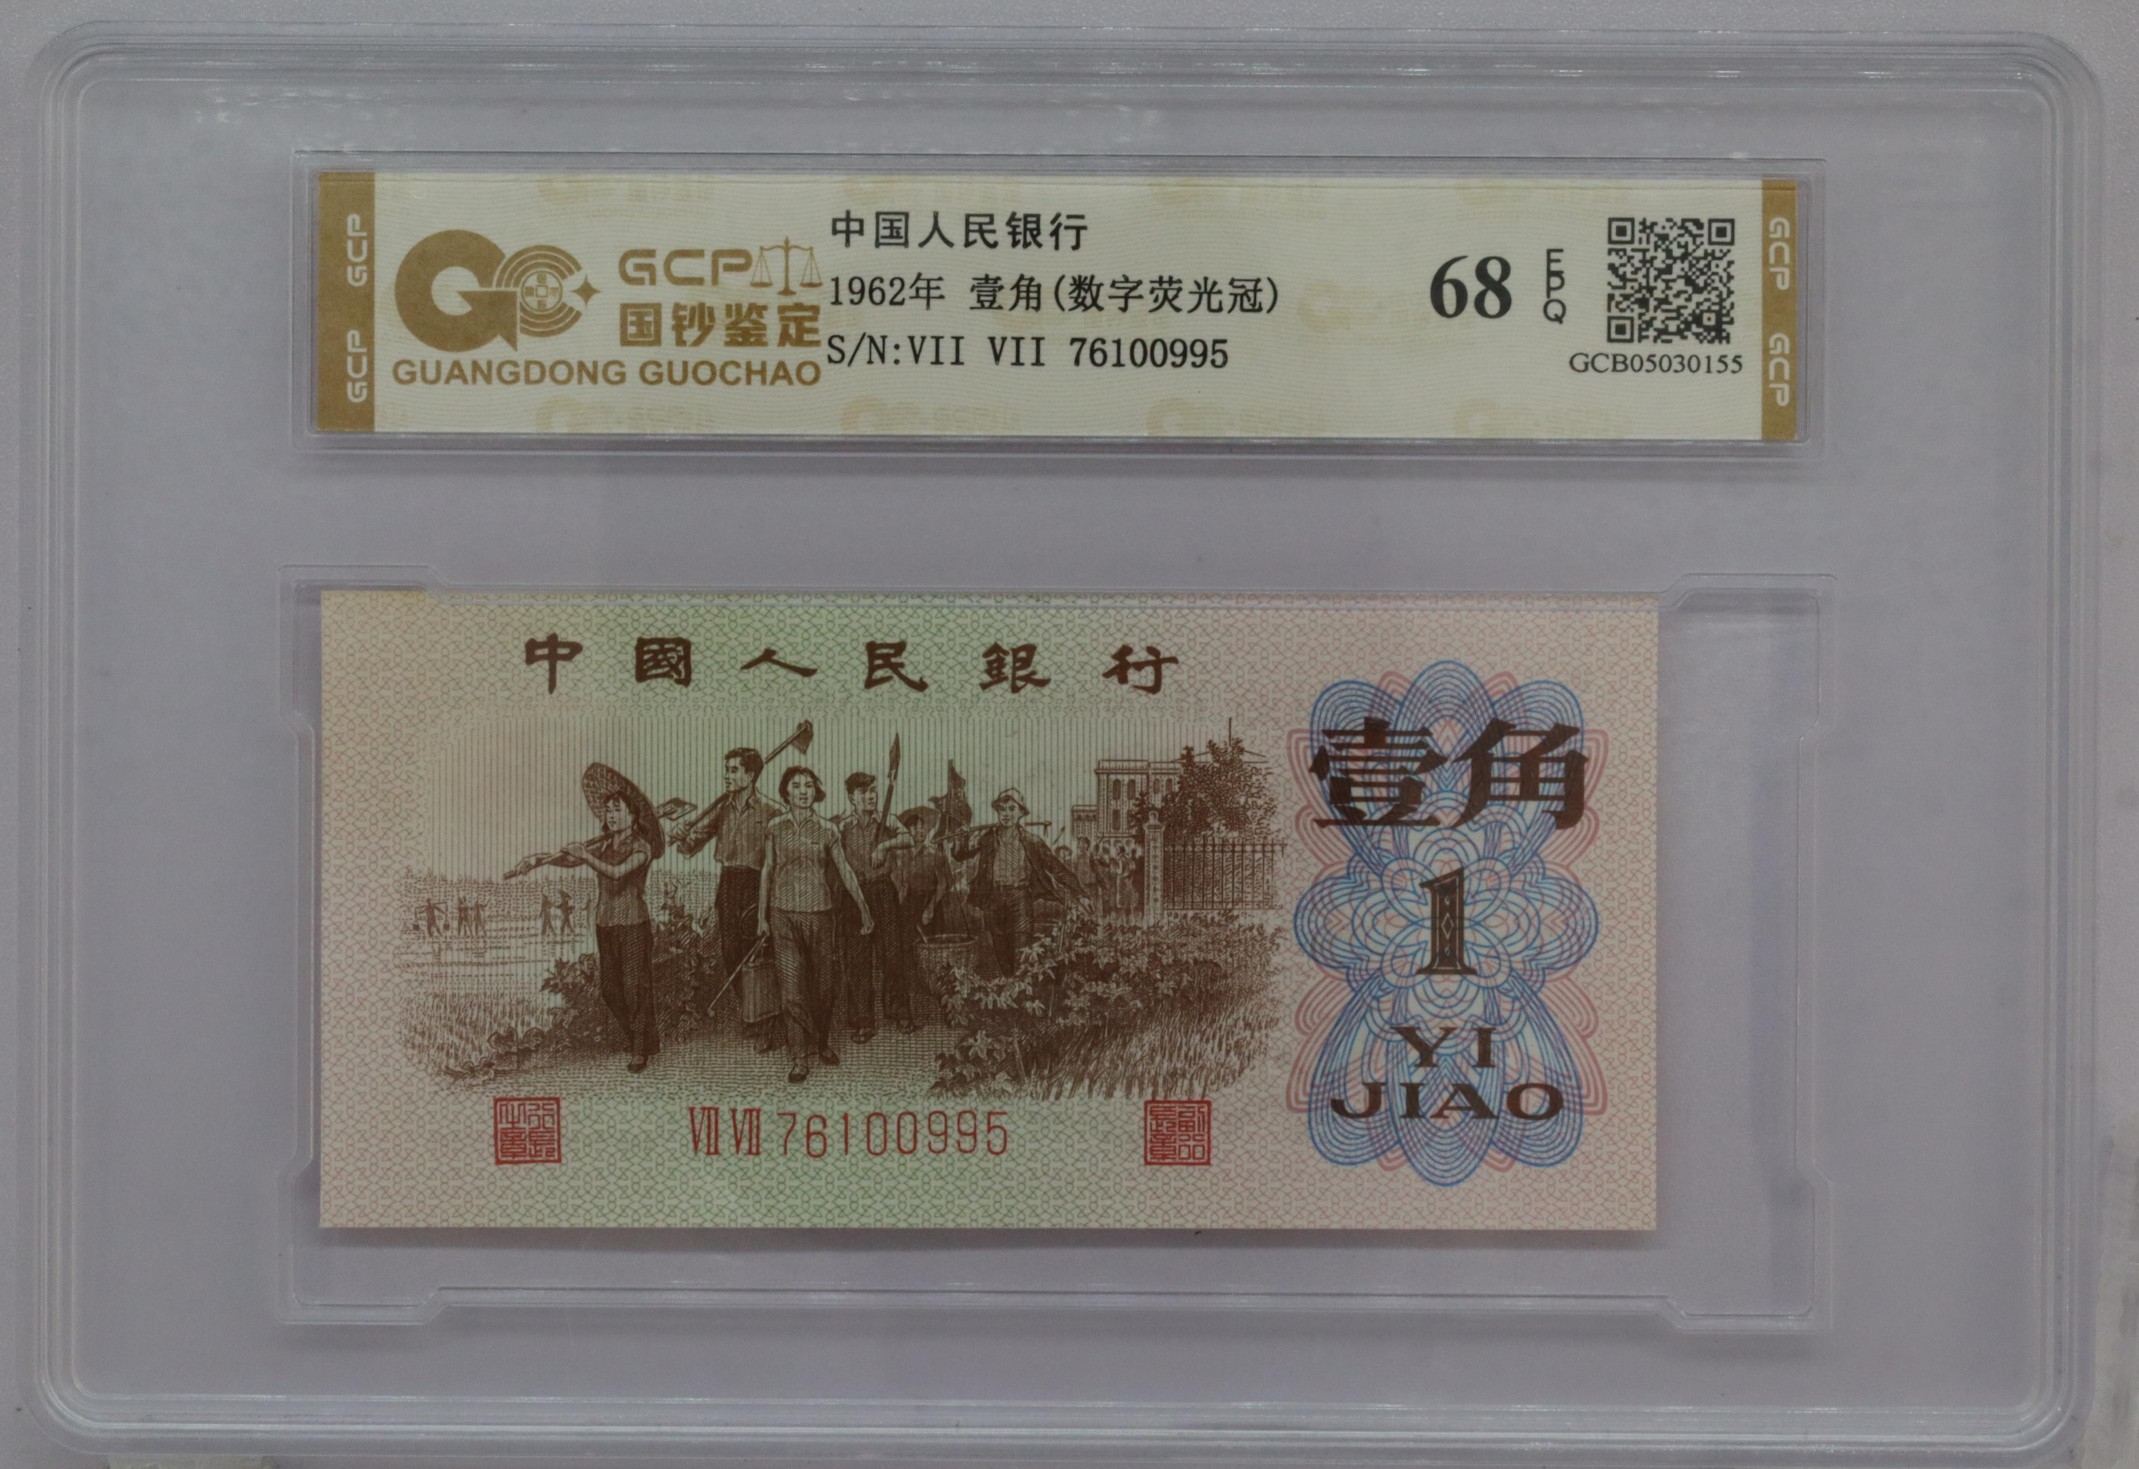 GCP
GCP
GCP
国钞鉴定
GUANGDONG GUOCHAO
中国人民银行
1962年 壹角(数字荧光冠)
S/N:VII VII 76100995
68
EPQ
GCB05030155
GCP
GCP
中國人民銀行
壹角
1
YI
JIAO
VII VII 76100995